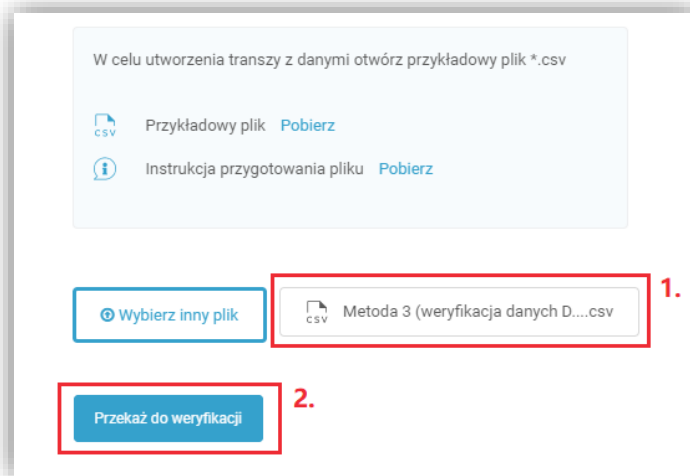 W celu utworzenia transzy z danymi otwórz przykładowy plik *.csv
CSV Przykładowy plik Pobierz
Instrukcja przygotowania pliku Pobierz
Wybierz inny plik
CSV Metoda 3 (weryfikacja danych D....csv
1.
Przekaż do weryfikacji
2.